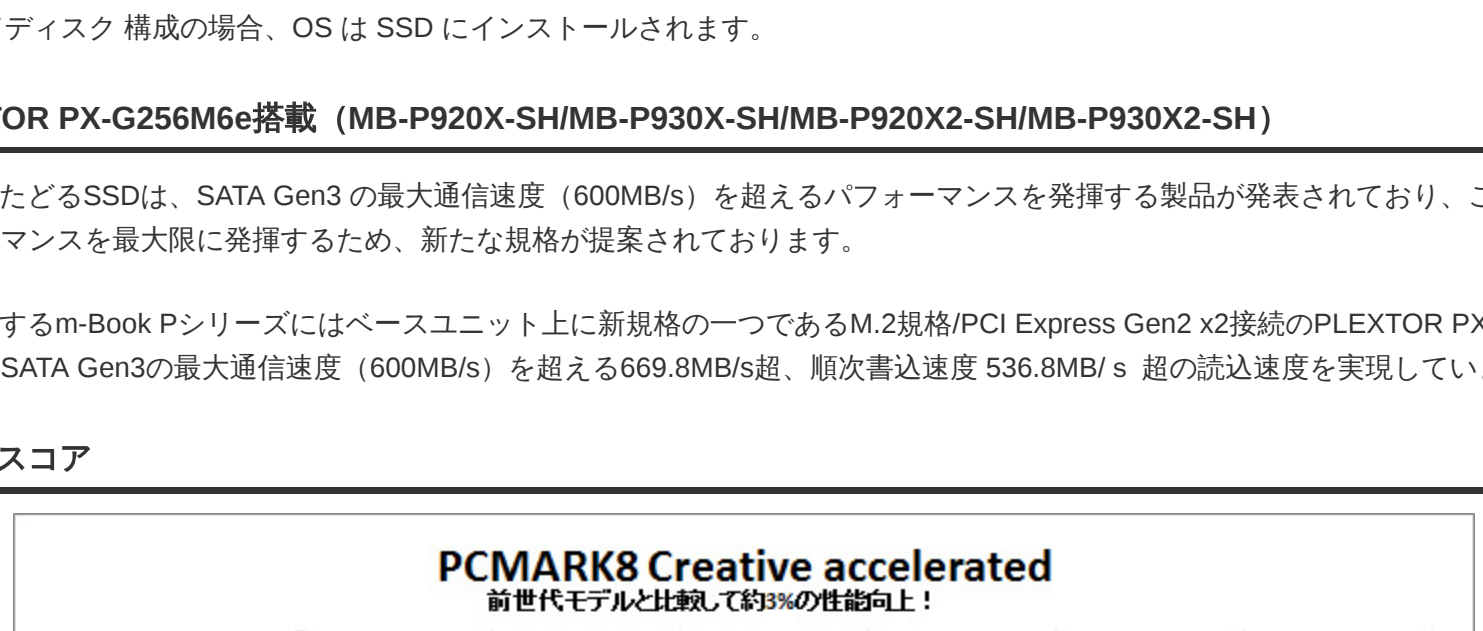 ディスク 構成の場合、OS は SSD にインストールされます。
TOR PX-G256M6e搭載（MB-P920X-SH/MB-P930X-SH/MB-P920X2-SH/MB-P930X2-SH）
たどるSSDは、SATA Gen3 の最大通信速度（600MB/s）を超えるパフォーマンスを発揮する製品が発表されており、こ
マンスを最大限に発揮するため、新たな規格が提案されております。
するm-Book Pシリーズにはベースユニット上に新規格の一つであるM.2規格/PCI Express Gen2 x2接続のPLEXTOR PX
SATA Gen3の最大通信速度（600MB/s）を超える669.8MB/s超、順次書込速度 536.8MB/ｓ 超の読込速度を実現してい
スコア
PCMARK8 Creative accelerated
前世代モデルと比較して約3%の性能向上！